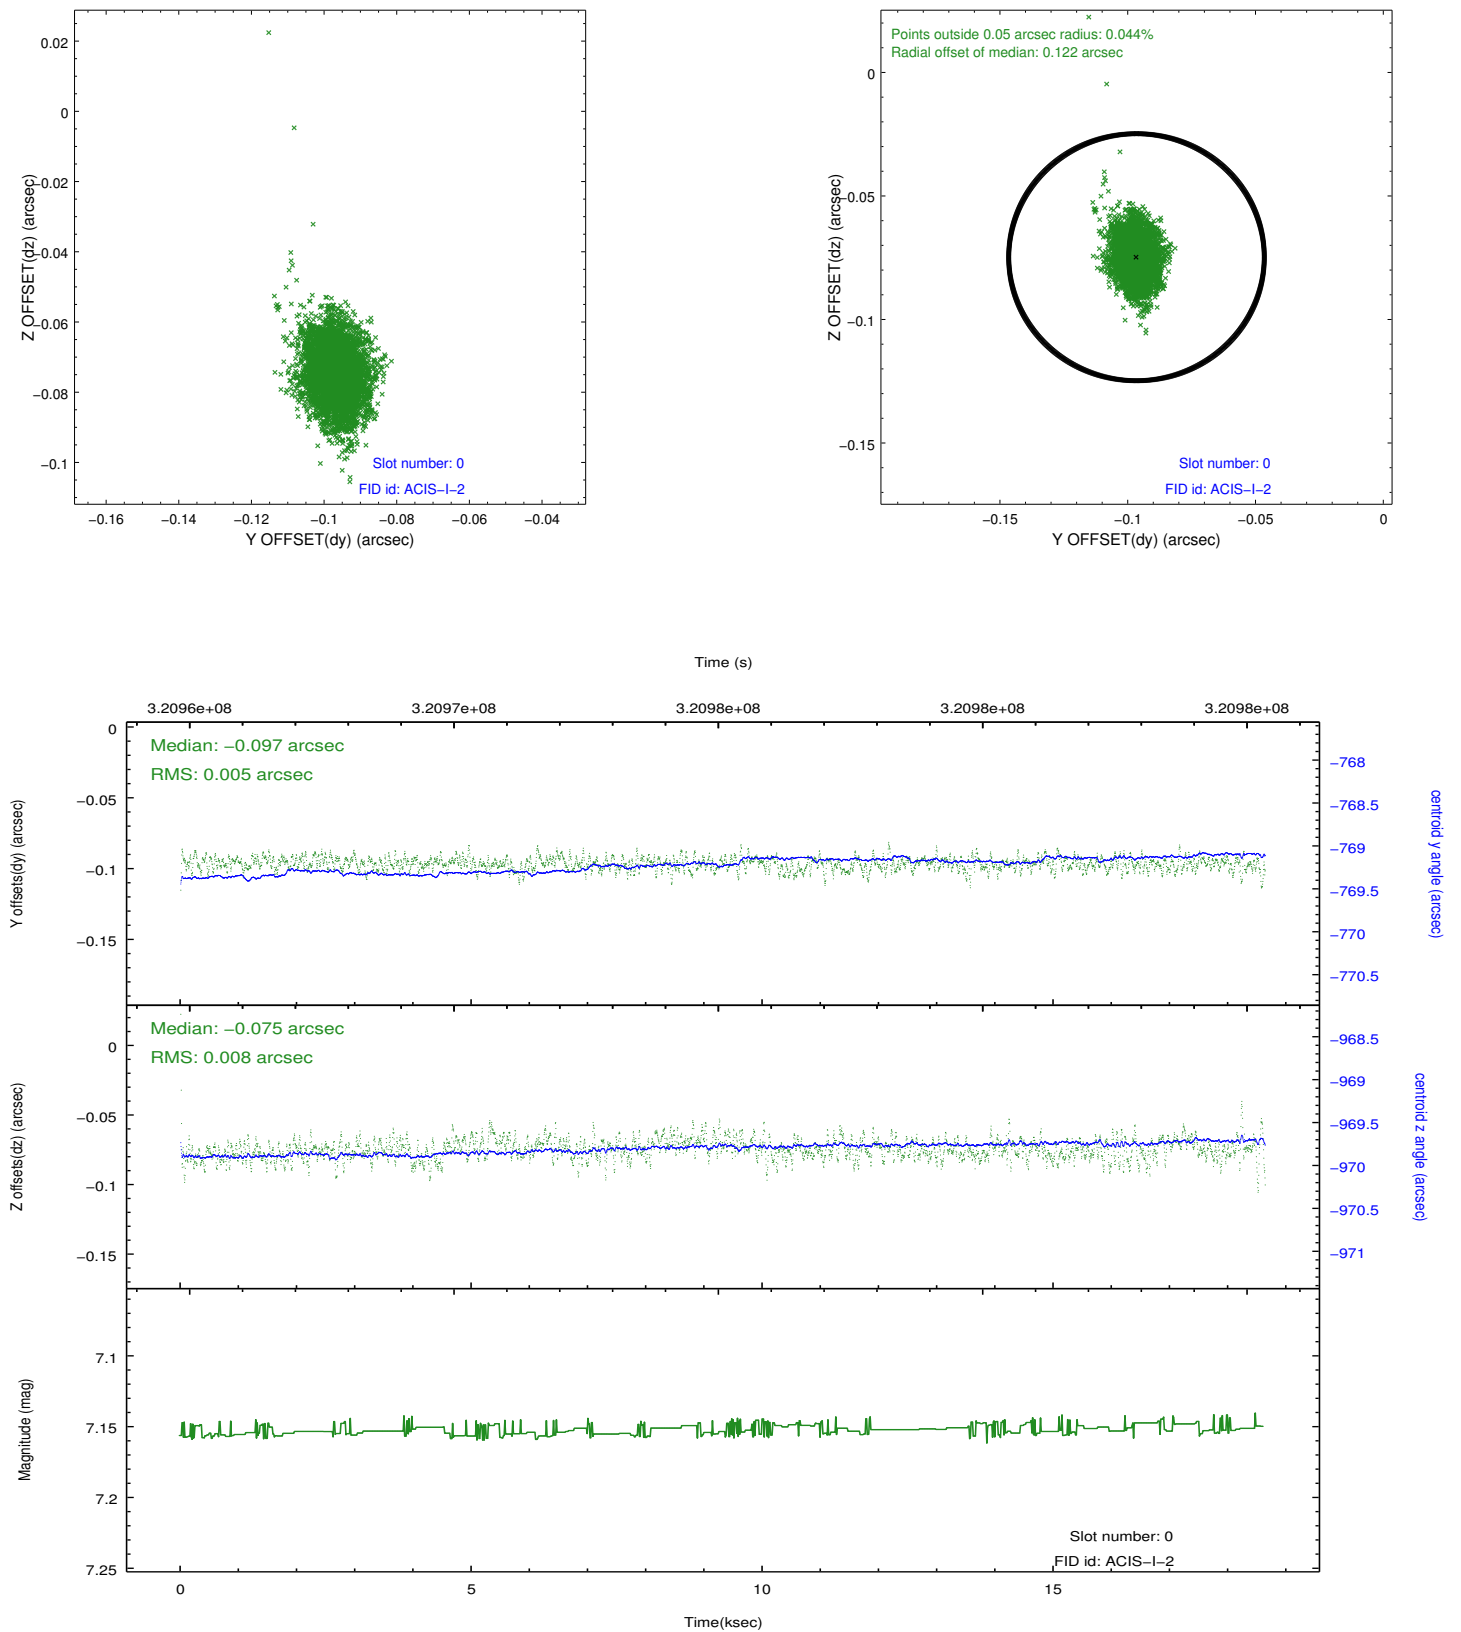 0.02
0
−0.02
−0.04
−0.06
−0.08
−0.1
Z OFFSET(dz) (arcsec)
Slot number: 0
FID id: ACIS−I−2
−0.16
−0.14
−0.12
−0.1
−0.08
−0.06
−0.04
Y OFFSET(dy) (arcsec)
Points outside 0.05 arcsec radius: 0.044%
Radial offset of median: 0.122 arcsec
0
−0.05
−0.1
−0.15
Z OFFSET(dz) (arcsec)
Slot number: 0
FID id: ACIS−I−2
−0.15
−0.1
−0.05
0
Y OFFSET(dy) (arcsec)
Time (s)
3.2096e+08
3.2097e+08
3.2098e+08
3.2098e+08
3.2098e+08
Median: −0.097 arcsec
RMS: 0.005 arcsec
0
−0.05
−0.1
−0.15
Y offsets(dy) (arcsec)
−768
−768.5
−769
−769.5
−770
−770.5
centroid y angle (arcsec)
Median: −0.075 arcsec
RMS: 0.008 arcsec
0
−0.05
−0.1
−0.15
Z offsets(dz) (arcsec)
−968.5
−969
−969.5
−970
−970.5
−971
centroid z angle (arcsec)
7.1
7.15
7.2
7.25
Magnitude (mag)
Slot number: 0
FID id: ACIS−I−2
0
5
10
15
Time(ksec)